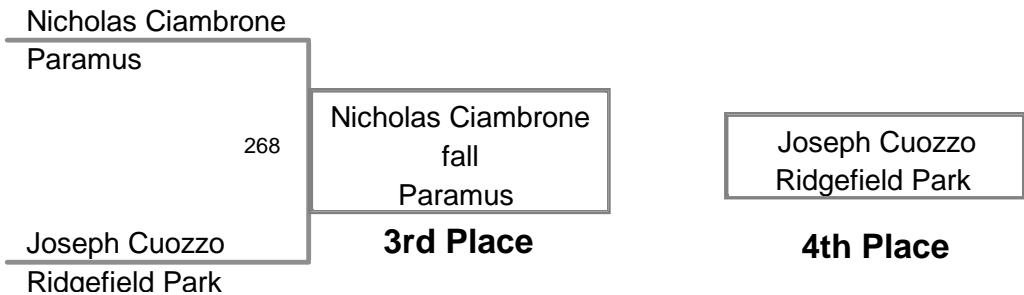 Nicholas Ciambrone
Paramus
268
Nicholas Ciambrone
fall
Paramus
3rd Place
Joseph Cuozzo
Ridgefield Park
4th Place
Joseph Cuozzo
Ridgefield Park